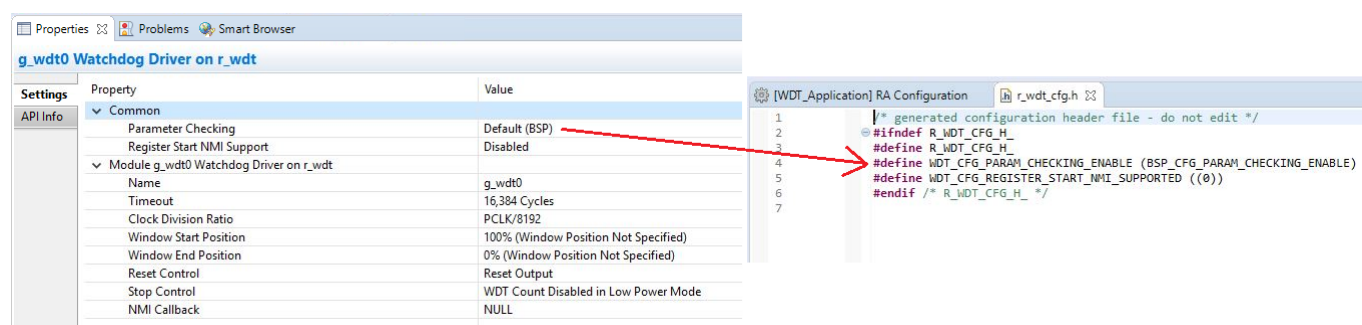 Properties Problems Smart Browser
g_wdt0 Watchdog Driver on r_wdt
Settings
API Info
Property Value
Common
Parameter Checking Default (BSP)
Register Start NMI Support Disabled
Module g_wdt0 Watchdog Driver on r_wdt
Name g_wdt0
Timeout 16,384 Cycles
Clock Division Ratio PCLK/8192
Window Start Position 100% (Window Position Not Specified)
Window End Position 0% (Window Position Not Specified)
Reset Control Reset Output
Stop Control WDT Count Disabled in Low Power Mode
NMI Callback NULL
[WDT_Application] RA Configuration r_wdt_cfg.h
1 /* generated configuration header file - do not edit */
2 #ifndef R_WDT_CFG_H_
3 #define R_WDT_CFG_H_
4 #define WDT_CFG_PARAM_CHECKING_ENABLE (BSP_CFG_PARAM_CHECKING_ENABLE)
5 #define WDT_CFG_REGISTER_START_NMI_SUPPORTED ((0))
6 #endif /* R_WDT_CFG_H_ */
7